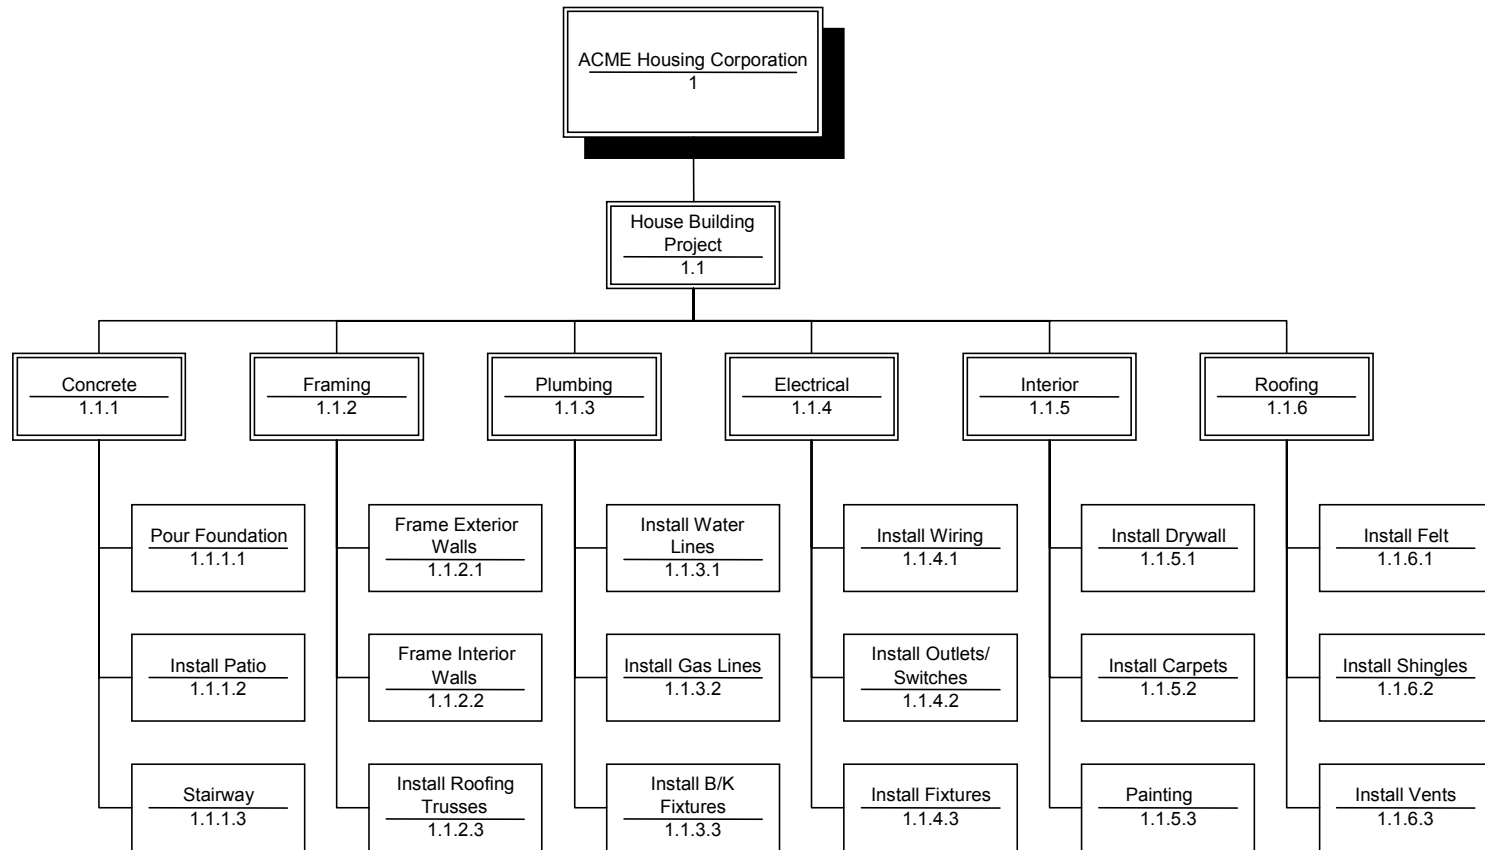 ACME Housing Corporation
1
House Building
Project
1.1
Concrete
1.1.1
Framing
1.1.2
Plumbing
1.1.3
Electrical
1.1.4
Interior
1.1.5
Roofing
1.1.6
Pour Foundation
1.1.1.1
Frame Exterior
Walls
1.1.2.1
Install Water
Lines
1.1.3.1
Install Wiring
1.1.4.1
Install Drywall
1.1.5.1
Install Felt
1.1.6.1
Install Patio
1.1.1.2
Frame Interior
Walls
1.1.2.2
Install Gas Lines
1.1.3.2
Install Outlets/
Switches
1.1.4.2
Install Carpets
1.1.5.2
Install Shingles
1.1.6.2
Stairway
1.1.1.3
Install Roofing
Trusses
1.1.2.3
Install B/K
Fixtures
1.1.3.3
Install Fixtures
1.1.4.3
Painting
1.1.5.3
Install Vents
1.1.6.3